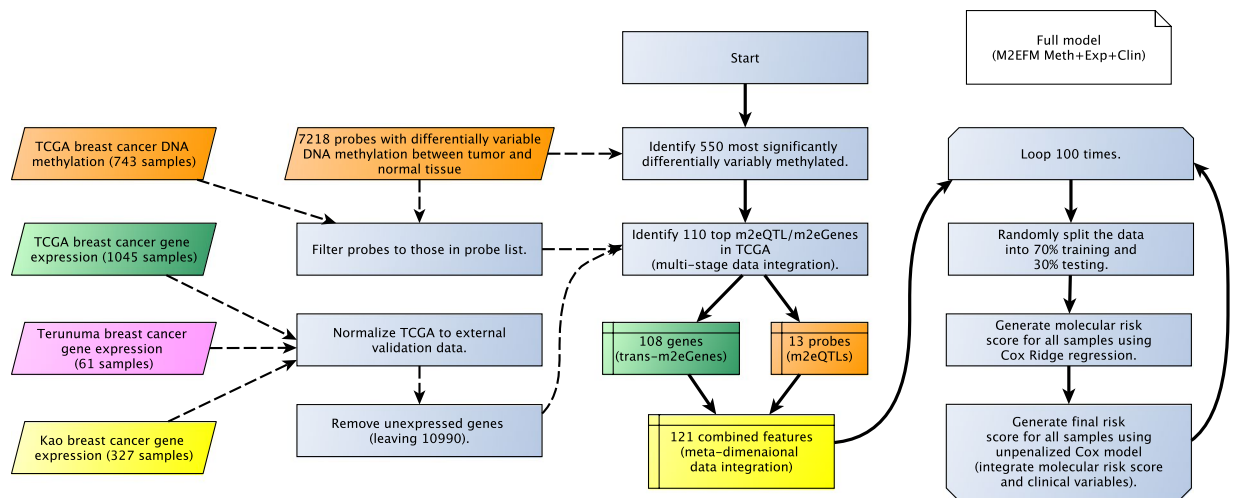 Start
Full model
(M2EFM Meth+Exp+Clin)
TCGA breast cancer DNA
methylation (743 samples)
7218 probes with differentially variable
DNA methylation between tumor and
normal tissue
Identify 550 most significantly
differentially variably methylated.
Loop 100 times.
TCGA breast cancer gene
expression (1045 samples)
Filter probes to those in probe list.
Identify 110 top m2eQTL/m2eGenes
in TCGA
(multi-stage data integration).
Randomly split the data
into 70% training and
30% testing.
Terunuma breast cancer
gene expression
(61 samples)
Normalize TCGA to external
validation data.
108 genes
(trans-m2eGenes)
13 probes
(m2eQTLs)
Generate molecular risk
score for all samples using
Cox Ridge regression.
Kao breast cancer gene
expression (327 samples)
Remove unexpressed genes
(leaving 10990).
121 combined features
(meta-dimenaional
data integration)
Generate final risk
score for all samples using
unpenalized Cox model
(integrate molecular risk score
and clinical variables).